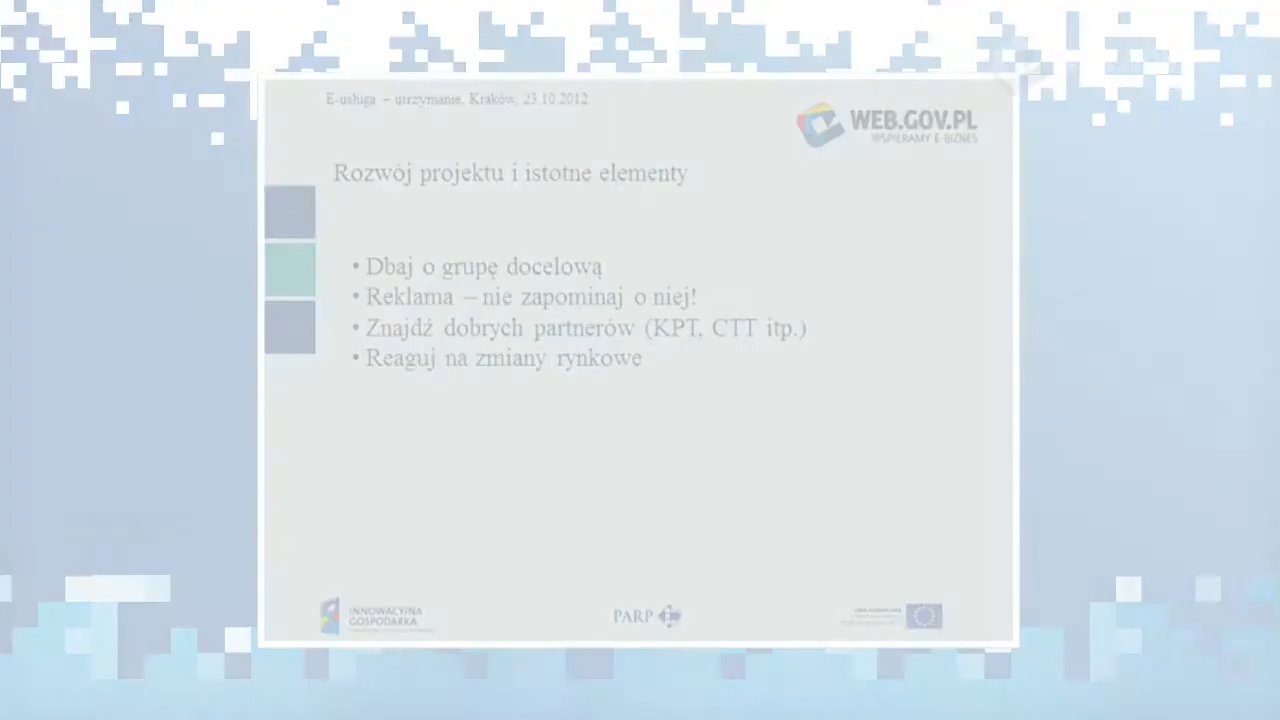 E-usługa – utrzymanie, Kraków, 23.10.2012
WEB.GOV.PL
WSPIERAMY E-BIZNES
Rozwój projektu i istotne elementy
• Dbaj o grupę docelową
• Reklama – nie zapominaj o niej!
• Znajdź dobrych partnerów (KPT, CTT itp.)
• Reaguj na zmiany rynkowe
INNOWACYJNA
GOSPODARKA
PARP